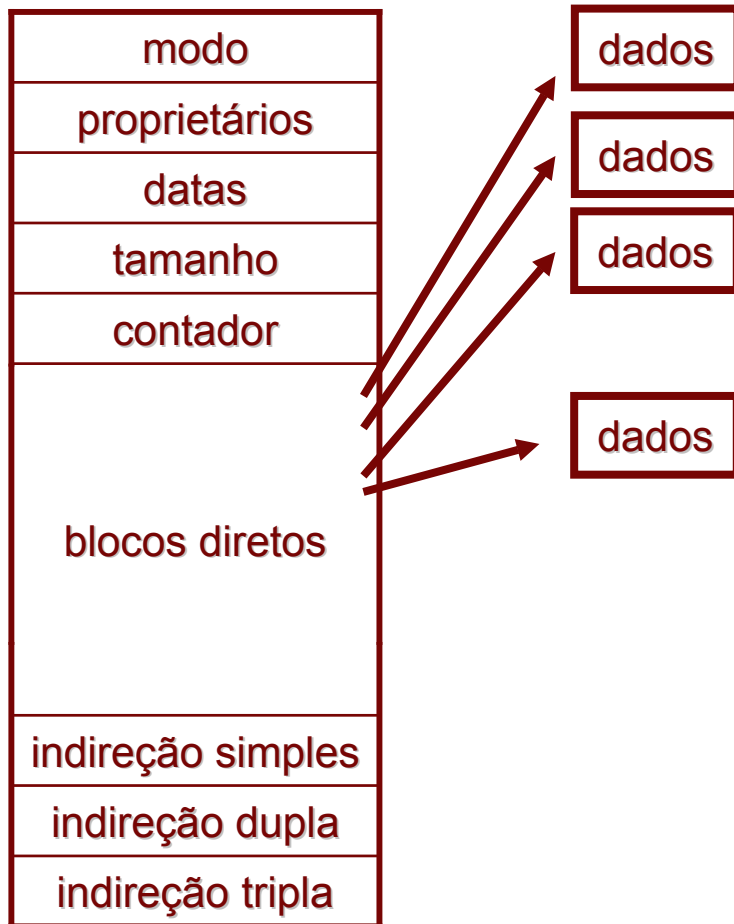 modo
proprietários
datas
tamanho
contador
blocos diretos
indireção simples
indireção dupla
indireção tripla
dados
dados
dados
dados